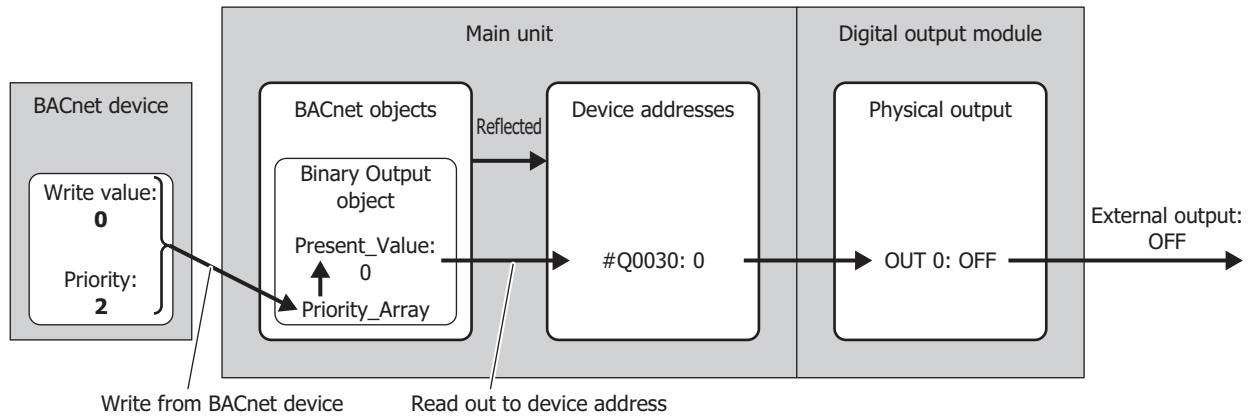 Main unit
Digital output module
BACnet device
Write value:
0
Priority:
2
BACnet objects
Binary Output
object
Present_Value:
0
Priority_Array
Reflected
Device addresses
#Q0030: 0
Physical output
OUT 0: OFF
External output:
OFF
Write from BACnet device
Read out to device address